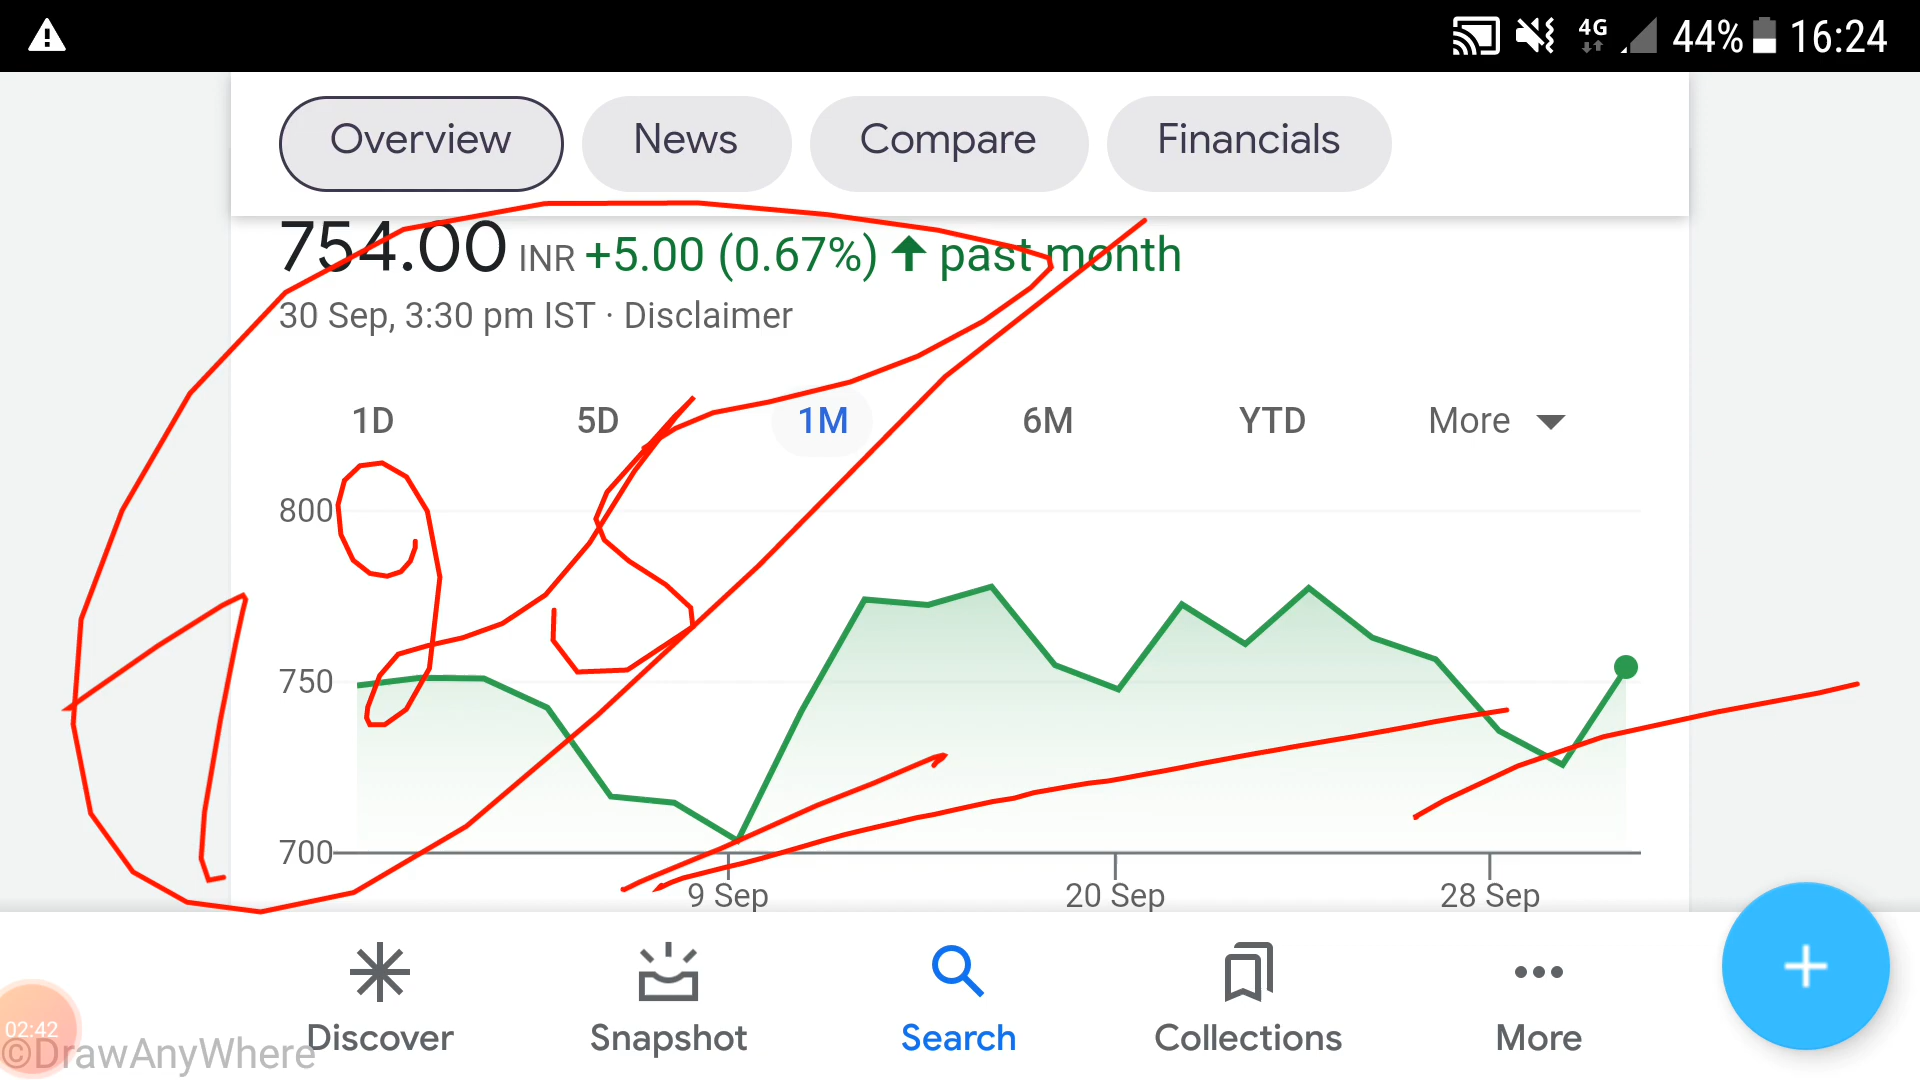 4G 44% 16:24
Overview News Compare Financials
754.00 INR +5.00 (0.67%) past month
30 Sep, 3:30 pm IST · Disclaimer
1D 5D 1M 6M YTD More
800
750
700
9 Sep 20 Sep 28 Sep
Discover Snapshot Search Collections More
02:42
©DrawAnyWhere